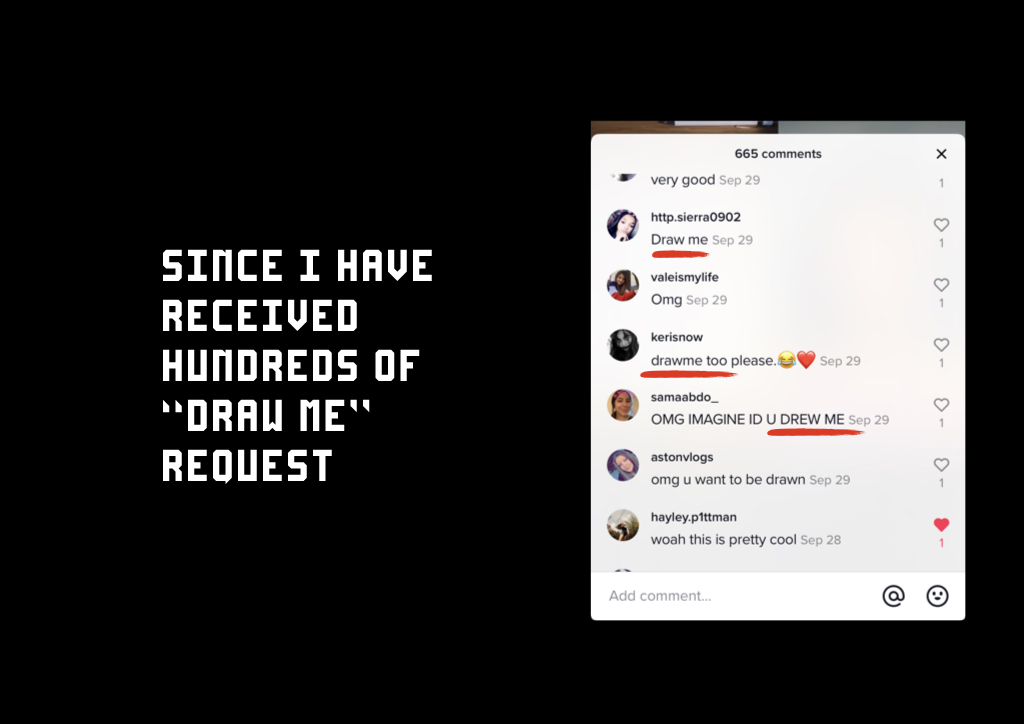 SINCE I HAVE
RECEIVED
HUNDREDS OF
"DRAW ME"
REQUEST
665 comments
very good Sep 29
1
http.sierra0902
Draw me Sep 29
1
valeismylife
Omg Sep 29
1
kerisnow
drawme too please.😂❤️ Sep 29
1
samaabdo_
OMG IMAGINE ID U DREW ME Sep 29
1
astonvlogs
omg u want to be drawn Sep 29
1
hayley.p1ttman
woah this is pretty cool Sep 28
1
Add comment...